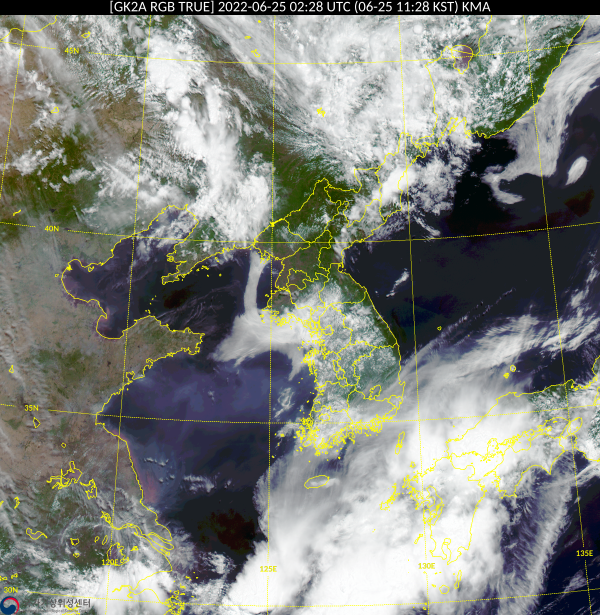 [GK2A RGB TRUE] 2022-06-25 02:28 UTC (06-25 11:28 KST) KMA
45N
40N
35N
120E
125E
130E
135E
30N